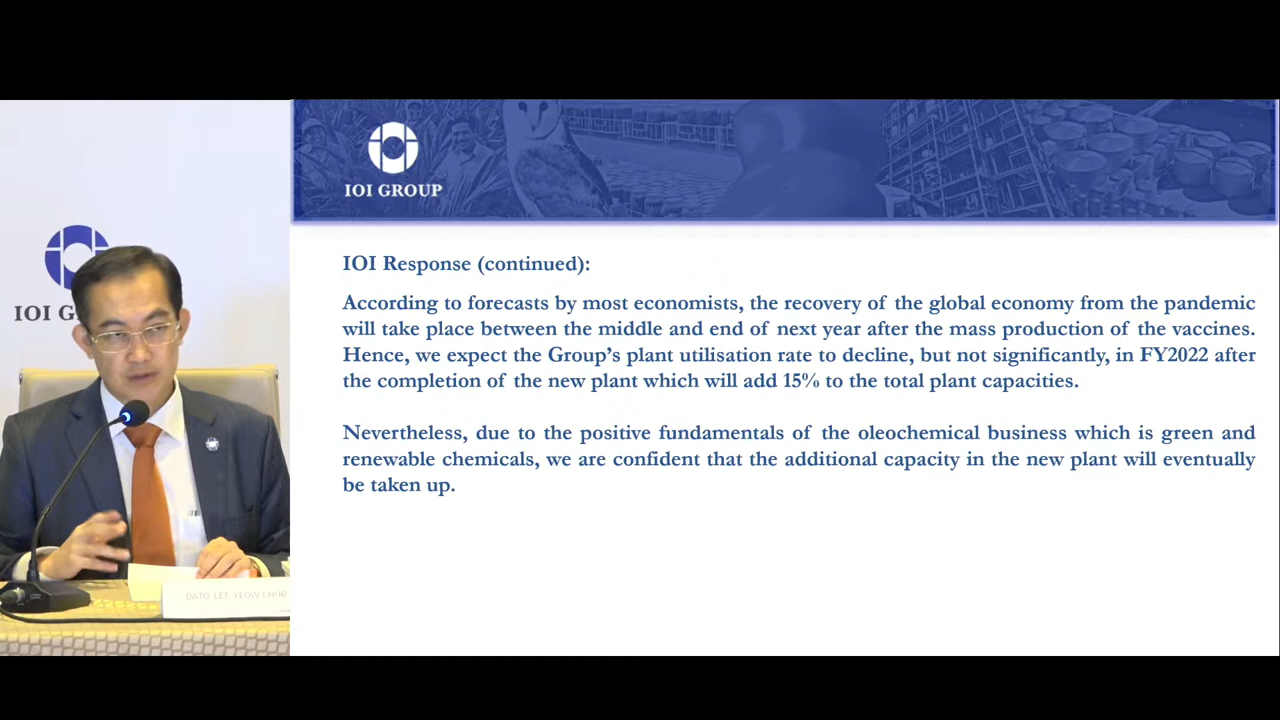 IOI GROUP
IOI G
DATO' LEE YEOW CHOR
IOI Response (continued):
According to forecasts by most economists, the recovery of the global economy from the pandemic
will take place between the middle and end of next year after the mass production of the vaccines.
Hence, we expect the Group's plant utilisation rate to decline, but not significantly, in FY2022 after
the completion of the new plant which will add 15% to the total plant capacities.
Nevertheless, due to the positive fundamentals of the oleochemical business which is green and
renewable chemicals, we are confident that the additional capacity in the new plant will eventually
be taken up.